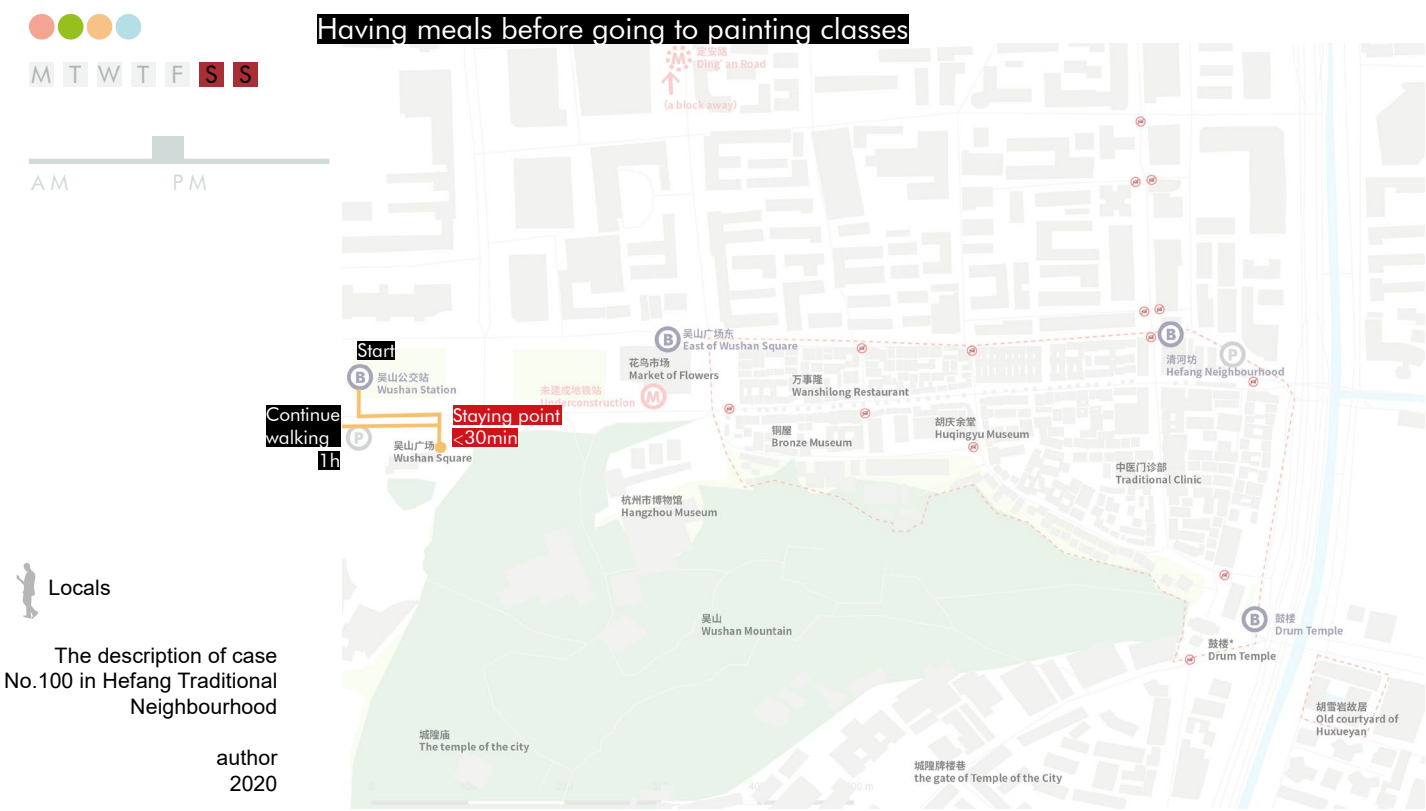 Having meals before going to painting classes
M T W T F S S
AM PM
定安路
Ding' an Road
(a block away)
吴山广场东
East of Wushan Square
清河坊
Hefang Neighbourhood
P
B
B
花鸟市场
Market of Flowers
Start
B
吴山公交站
Wushan Station
未建成地铁站
Underconstruction
M
万事隆
Wanshilong Restaurant
Continue
walking
1h
P
Staying point
<30min
吴山广场
Wushan Square
铜屋
Bronze Museum
胡庆余堂
Huqingyu Museum
中医门诊部
Traditional Clinic
杭州市博物馆
Hangzhou Museum
Locals
吴山
Wushan Mountain
B
鼓楼
Drum Temple
鼓楼*
Drum Temple
The description of case
No.100 in Hefang Traditional
Neighbourhood
author
2020
胡雪岩故居
Old courtyard of
Huxueyan
城隍庙
The temple of the city
城隍牌楼巷
the gate of Temple of the City